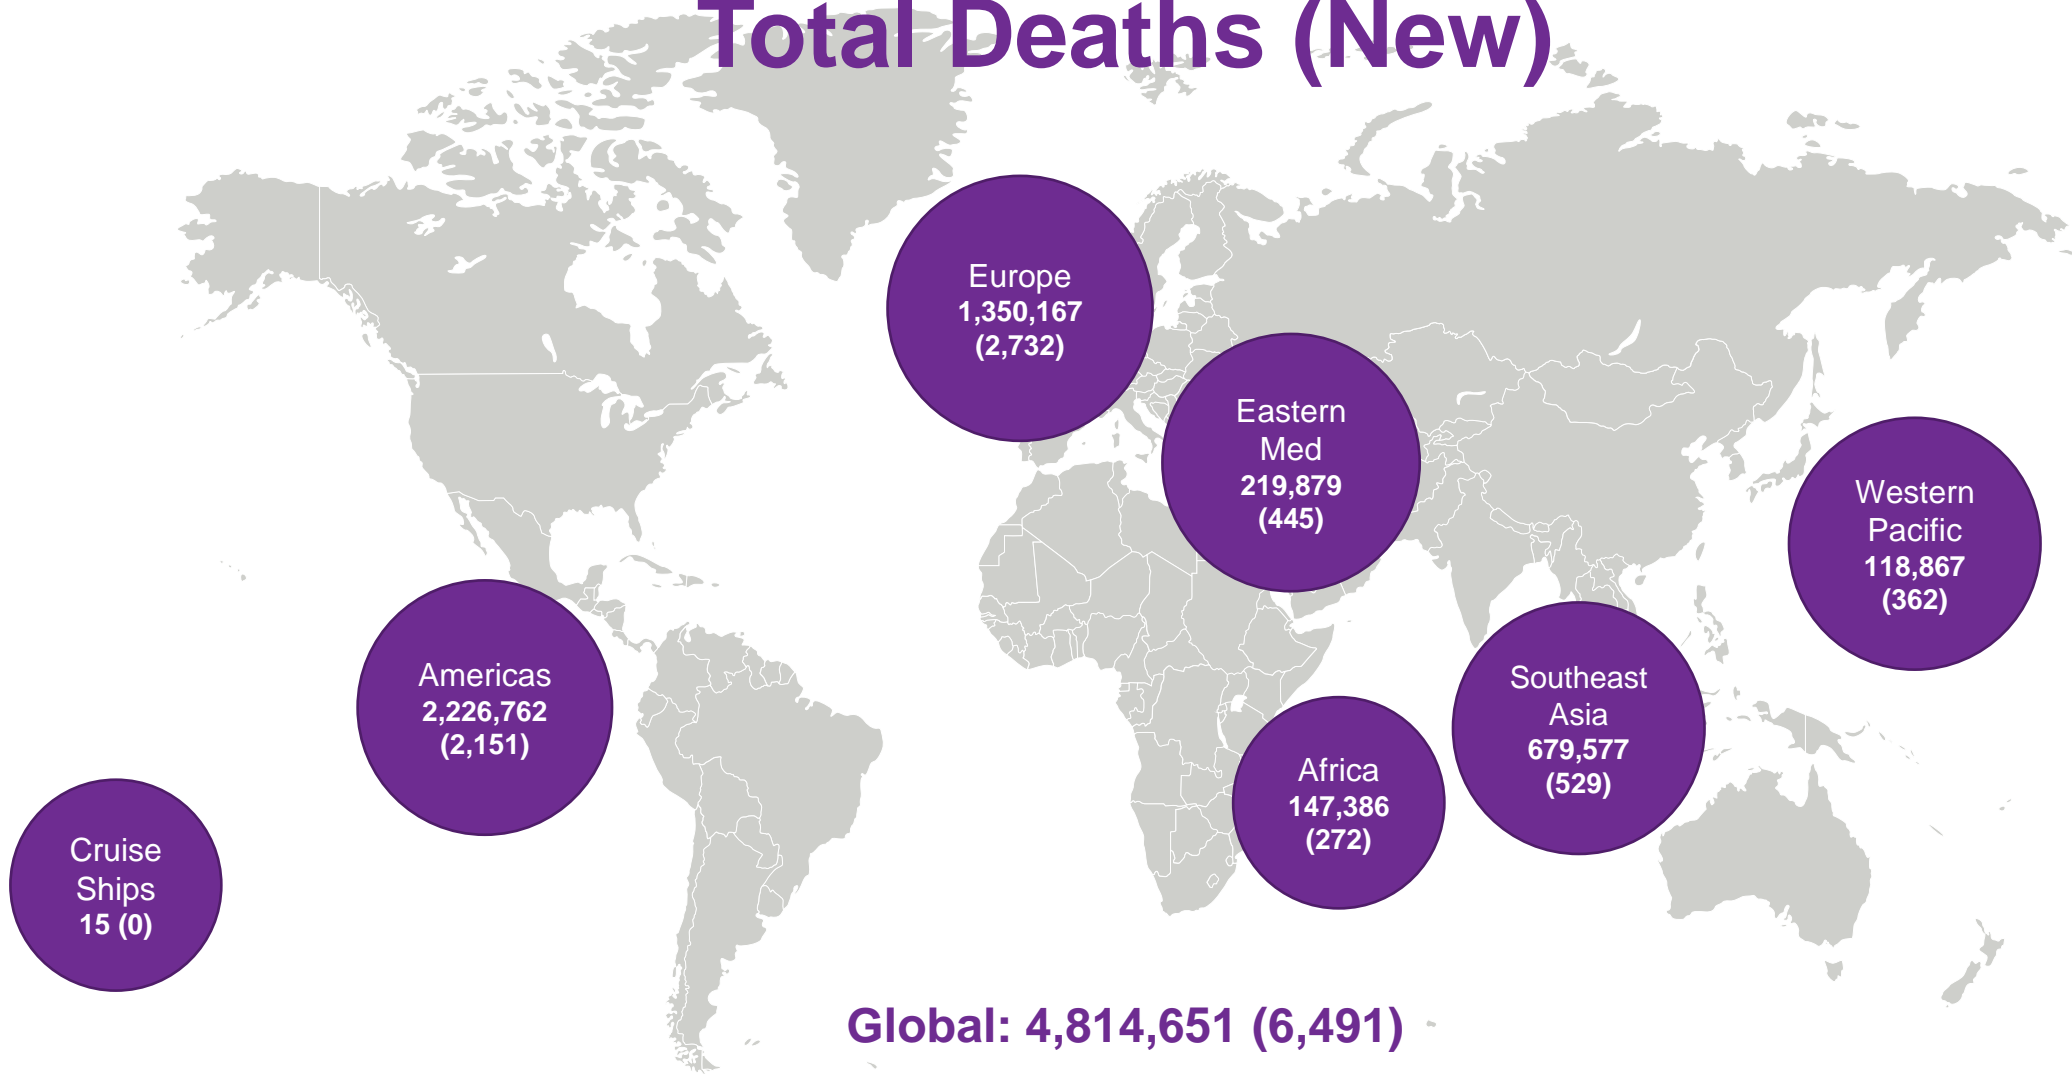 Total Deaths (New)
Europe
1,350,167
(2,732)
Eastern
Med
219,879
(445)
Western
Pacific
118,867
(362)
Americas
2,226,762
(2,151)
Southeast
Asia
679,577
(529)
Africa
147,386
(272)
Cruise
Ships
15 (0)
Global: 4,814,651 (6,491)